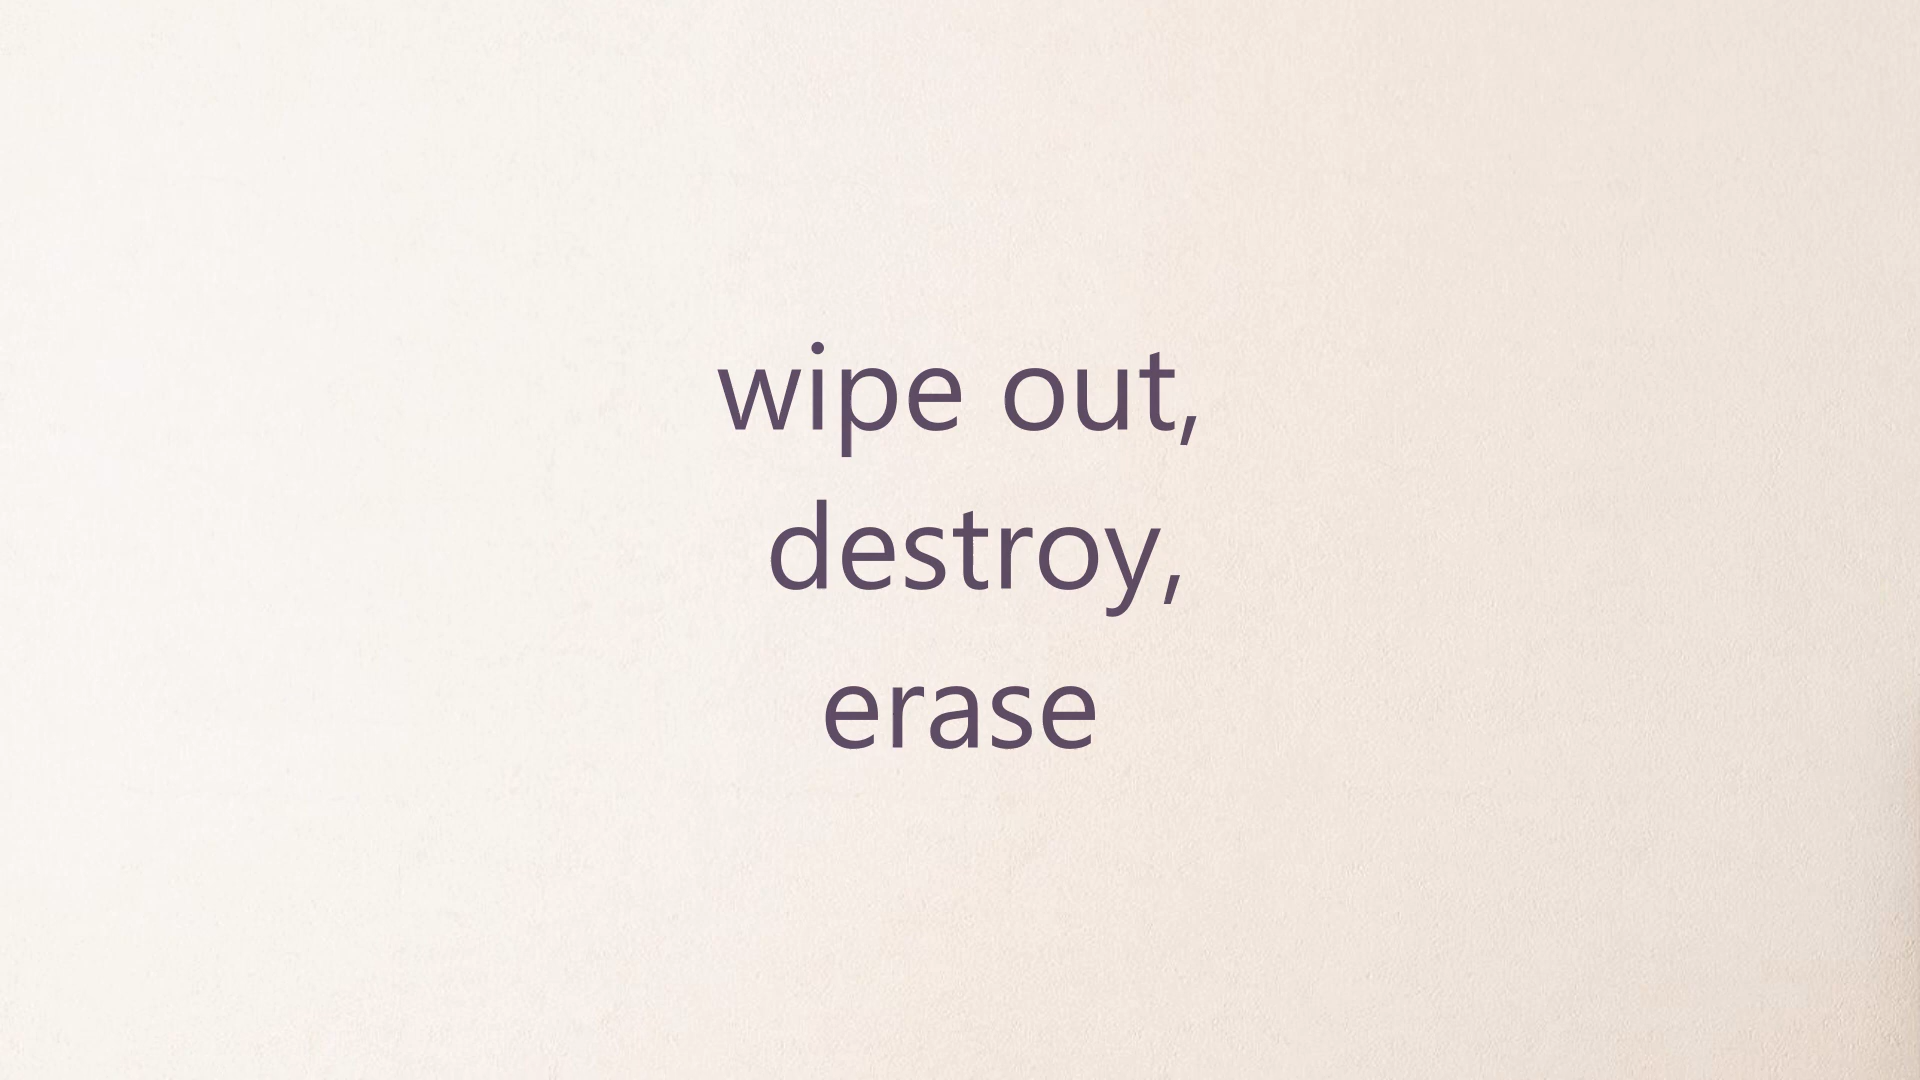 wipe out,
destroy,
erase